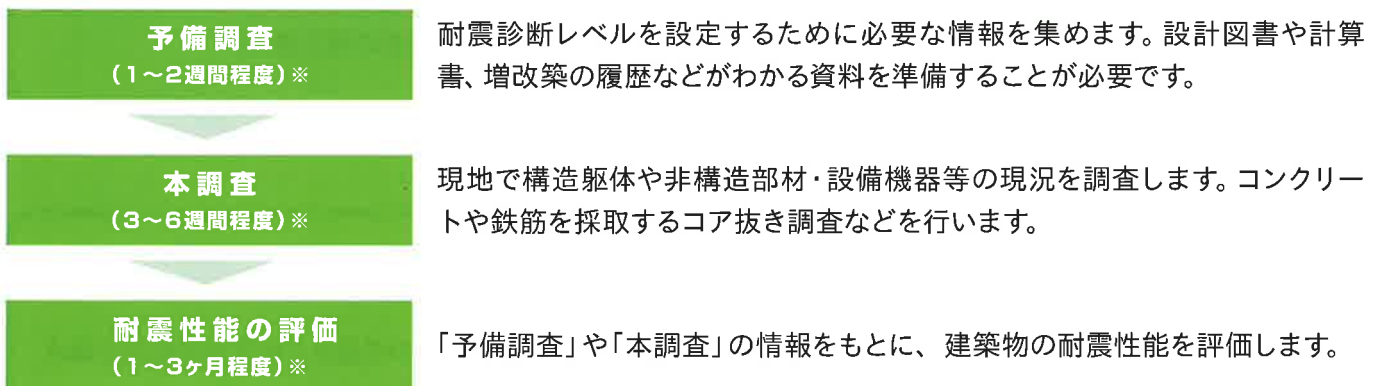 予備調査
(1～2週間程度)※
耐震診断レベルを設定するために必要な情報を集めます。設計図書や計算
書、増改築の履歴などがわかる資料を準備することが必要です。
本調査
(3～6週間程度)※
現地で構造躯体や非構造部材・設備機器等の現況を調査します。コンクリー
トや鉄筋を採取するコア抜き調査などを行います。
耐震性能の評価
(1～3ヶ月程度)※
「予備調査」や「本調査」の情報をもとに、建築物の耐震性能を評価します。